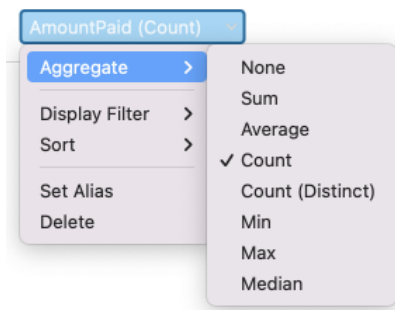 AmountPaid (Count)
Aggregate
Display Filter
Sort
Set Alias
Delete
None
Sum
Average
✓ Count
Count (Distinct)
Min
Max
Median